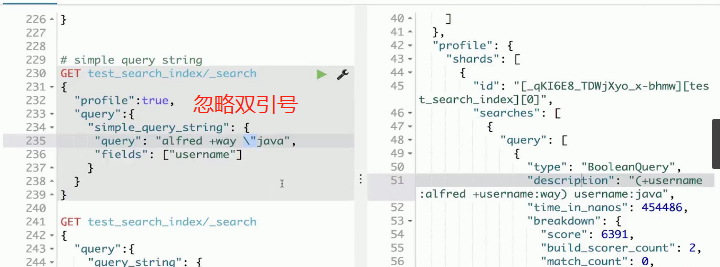 226 }
227
228
229 # simple query string
230 GET test_search_index/_search
231 {
232 "profile":true,
忽略双引号
233 "query":{
234 "simple_query_string": {
235 "query": "alfred +way \"java",
236 "fields": ["username"]
237 }
238 }
239 }
240
241 GET test_search_index/_search
242 {
243 "query":{
244 "query_string": {
40 ]
41 },
42 "profile": {
43 "shards": [
44 {
45 "id": "[_qKI6E8_TDWjXyo_x-bhmw][tes
t_search_index][0]",
46 "searches": [
47 {
48 "query": [
49 {
50 "type": "BooleanQuery",
51 "description": "(+username
:alfred +username:way) username:java",
52 "time_in_nanos": 454486,
53 "breakdown": {
54 "score": 6391,
55 "build_scorer_count": 2,
56 "match_count": 0,